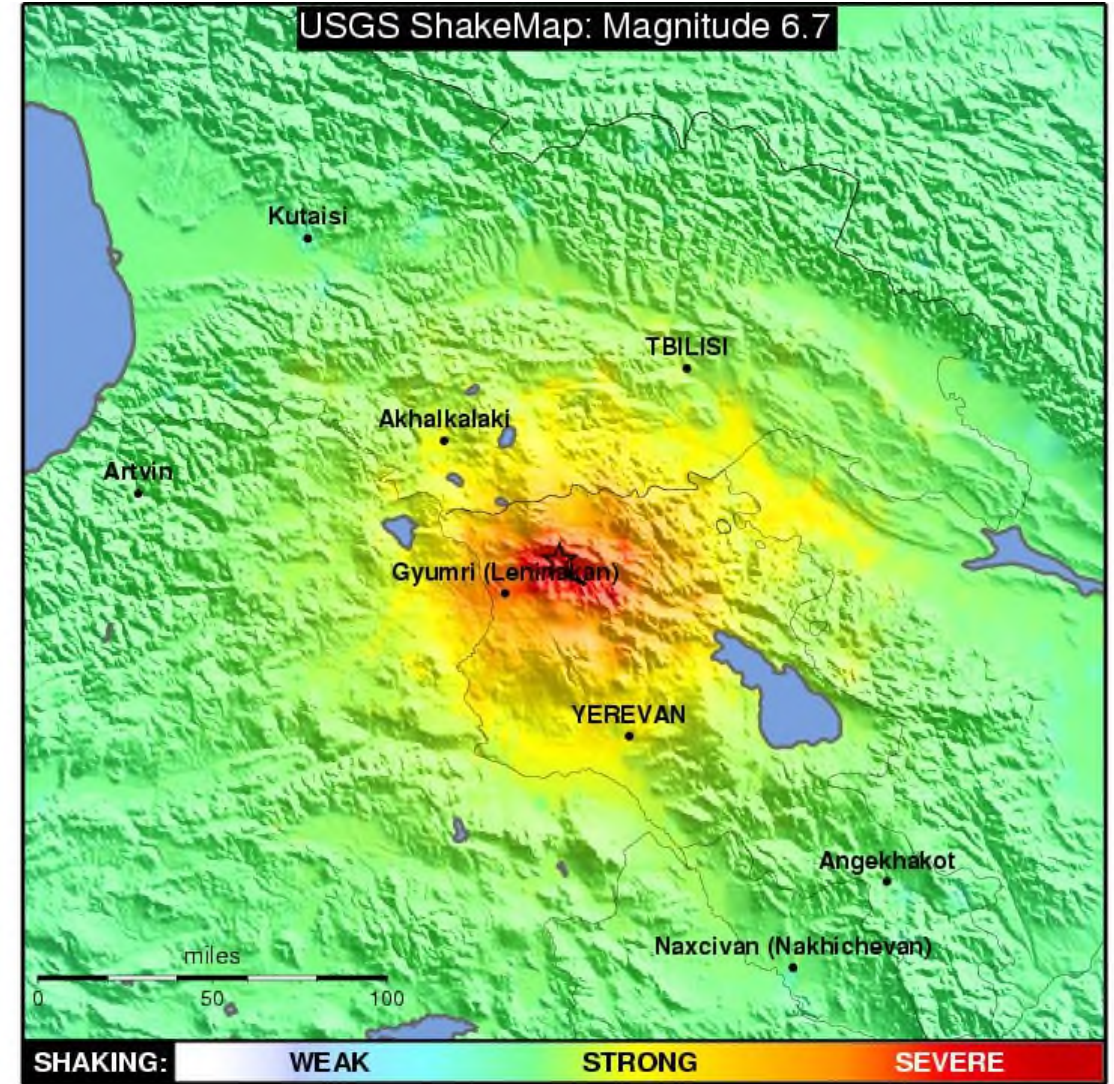 USGS ShakeMap: Magnitude 6.7
Kutaisi
TBILISI
Akhalkalaki
Artvin
Gyumri (Leninakan)
YEREVAN
Angekhakot
Naxcivan (Nakhichevan)
miles
0 50 100
SHAKING: WEAK STRONG SEVERE